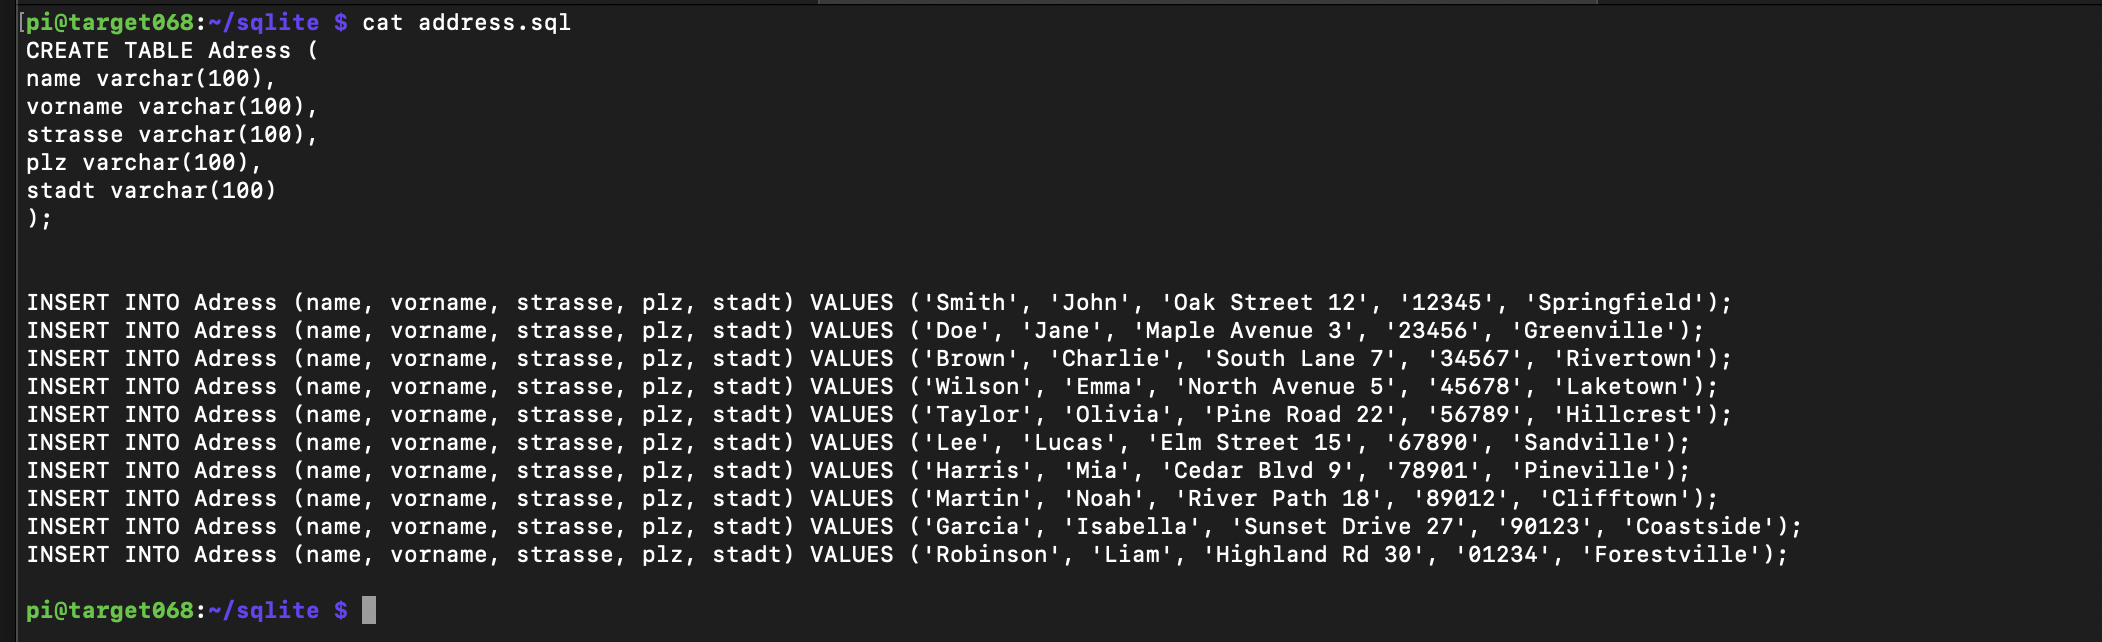 [pi@target068:~/sqlite $ cat address.sql
CREATE TABLE Adress (
name varchar(100),
vorname varchar(100),
strasse varchar(100),
plz varchar(100),
stadt varchar(100)
);
INSERT INTO Adress (name, vorname, strasse, plz, stadt) VALUES ('Smith', 'John', 'Oak Street 12', '12345', 'Springfield');
INSERT INTO Adress (name, vorname, strasse, plz, stadt) VALUES ('Doe', 'Jane', 'Maple Avenue 3', '23456', 'Greenville');
INSERT INTO Adress (name, vorname, strasse, plz, stadt) VALUES ('Brown', 'Charlie', 'South Lane 7', '34567', 'Rivertown');
INSERT INTO Adress (name, vorname, strasse, plz, stadt) VALUES ('Wilson', 'Emma', 'North Avenue 5', '45678', 'Laketown');
INSERT INTO Adress (name, vorname, strasse, plz, stadt) VALUES ('Taylor', 'Olivia', 'Pine Road 22', '56789', 'Hillcrest');
INSERT INTO Adress (name, vorname, strasse, plz, stadt) VALUES ('Lee', 'Lucas', 'Elm Street 15', '67890', 'Sandville');
INSERT INTO Adress (name, vorname, strasse, plz, stadt) VALUES ('Harris', 'Mia', 'Cedar Blvd 9', '78901', 'Pineville');
INSERT INTO Adress (name, vorname, strasse, plz, stadt) VALUES ('Martin', 'Noah', 'River Path 18', '89012', 'Clifftown');
INSERT INTO Adress (name, vorname, strasse, plz, stadt) VALUES ('Garcia', 'Isabella', 'Sunset Drive 27', '90123', 'Coastside');
INSERT INTO Adress (name, vorname, strasse, plz, stadt) VALUES ('Robinson', 'Liam', 'Highland Rd 30', '01234', 'Forestville');
pi@target068:~/sqlite $